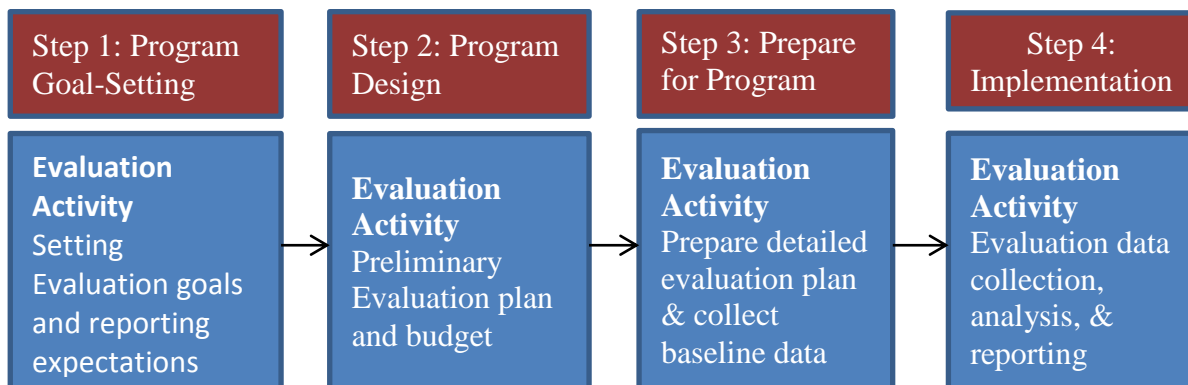 Step 1: Program
Goal-Setting
Step 2: Program
Design
Step 3: Prepare
for Program
Step 4:
Implementation
Evaluation
Activity
Setting
Evaluation goals
and reporting
expectations
Evaluation
Activity
Preliminary
Evaluation plan
and budget
Evaluation
Activity
Prepare detailed
evaluation plan
& collect
baseline data
Evaluation
Activity
Evaluation data
collection,
analysis, &
reporting